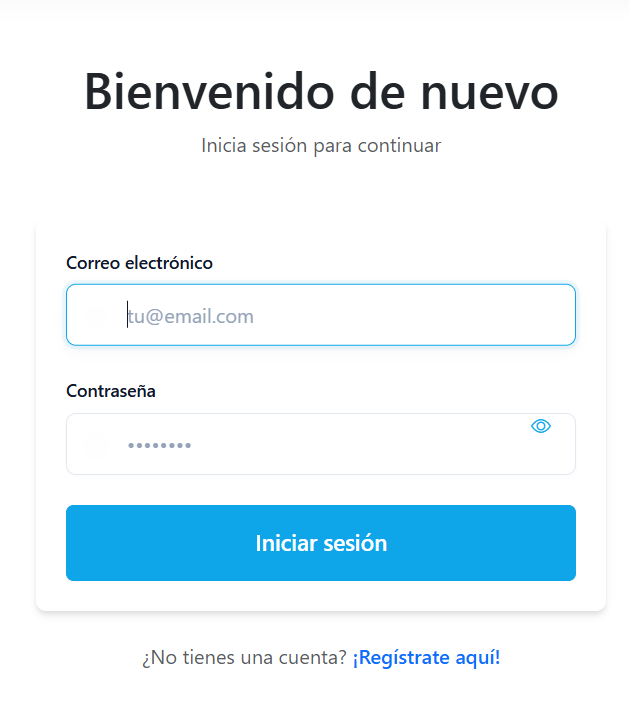 Bienvenido de nuevo
Inicia sesión para continuar
Correo electrónico
tu@email.com
Contraseña
••••••••
Iniciar sesión
¿No tienes una cuenta? ¡Regístrate aquí!